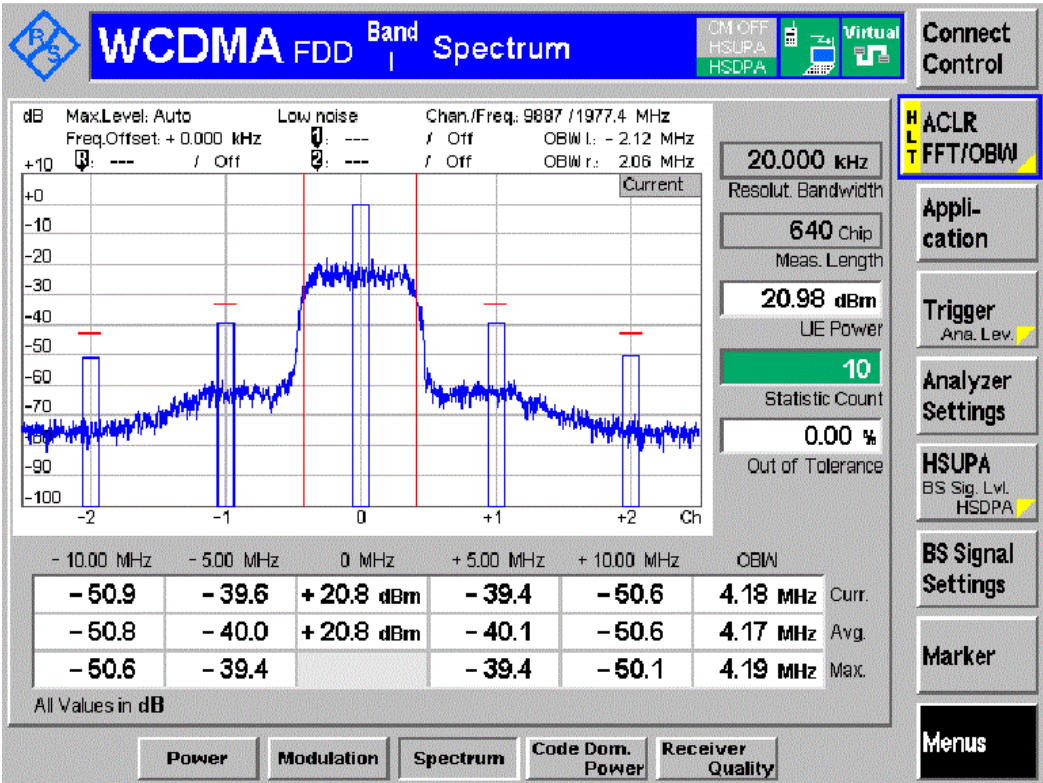 R&S
WCDMA FDD Band I Spectrum
CM OFF
HSUPA
HSDPA
Virtual
Connect Control
dB Max.Level: Auto Low noise Chan./Freq.: 9887 / 1977.4 MHz
Freq.Offset: + 0.000 kHz 1: --- / Off OBW l.: - 2.12 MHz
R: --- / Off 2: --- / Off OBW r.: 2.06 MHz
Current
+10
+0
-10
-20
-30
-40
-50
-60
-70
-80
-90
-100
-2 -1 0 +1 +2 Ch
20.000 kHz
Resolut. Bandwidth
640 Chip
Meas. Length
20.98 dBm
UE Power
10
Statistic Count
0.00 %
Out of Tolerance
- 10.00 MHz - 5.00 MHz 0 MHz + 5.00 MHz + 10.00 MHz OBW
- 50.9 - 39.6 + 20.8 dBm - 39.4 - 50.6 4.18 MHz Curr.
- 50.8 - 40.0 + 20.8 dBm - 40.1 - 50.6 4.17 MHz Avg.
- 50.6 - 39.4 - 39.4 - 50.1 4.19 MHz Max.
All Values in dB
HLT
ACLR
FFT/OBW
Appli-
cation
Trigger
Ana. Lev.
Analyzer
Settings
HSUPA
BS Sig. Lvl.
HSDPA
BS Signal
Settings
Marker
Menus
Power
Modulation
Spectrum
Code Dom.
Power
Receiver
Quality